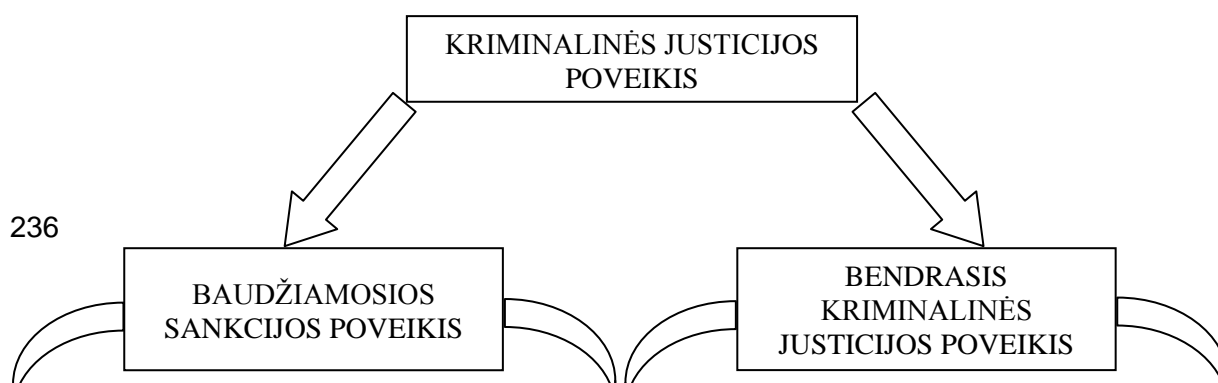 KRIMINALINĖS JUSTICIJOS
POVEIKIS
236
BAUDŽIAMOSIOS
SANKCIJOS POVEIKIS
BENDRASIS
KRIMINALINĖS
JUSTICIJOS POVEIKIS